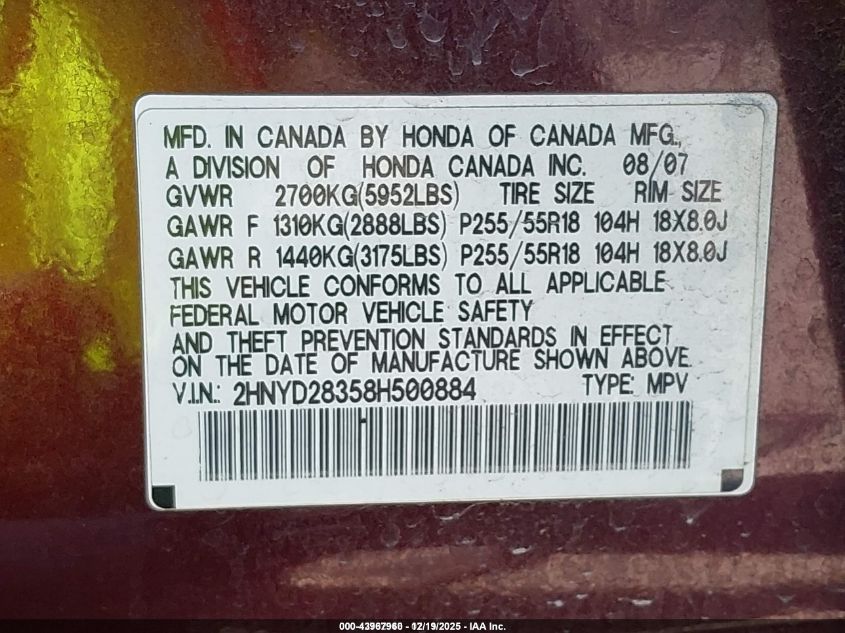 MFD. IN CANADA BY HONDA OF CANADA MFG.,
A DIVISION OF HONDA CANADA INC. 08/07
GVWR 2700KG(5952LBS) TIRE SIZE RIM SIZE
GAWR F 1310KG(2888LBS) P255/55R18 104H 18X8.0J
GAWR R 1440KG(3175LBS) P255/55R18 104H 18X8.0J
THIS VEHICLE CONFORMS TO ALL APPLICABLE
FEDERAL MOTOR VEHICLE SAFETY
AND THEFT PREVENTION STANDARDS IN EFFECT
ON THE DATE OF MANUFACTURE SHOWN ABOVE.
V.I.N.: 2HNYD28358H500884 TYPE: MPV
12/19/2025 - IAA Inc.